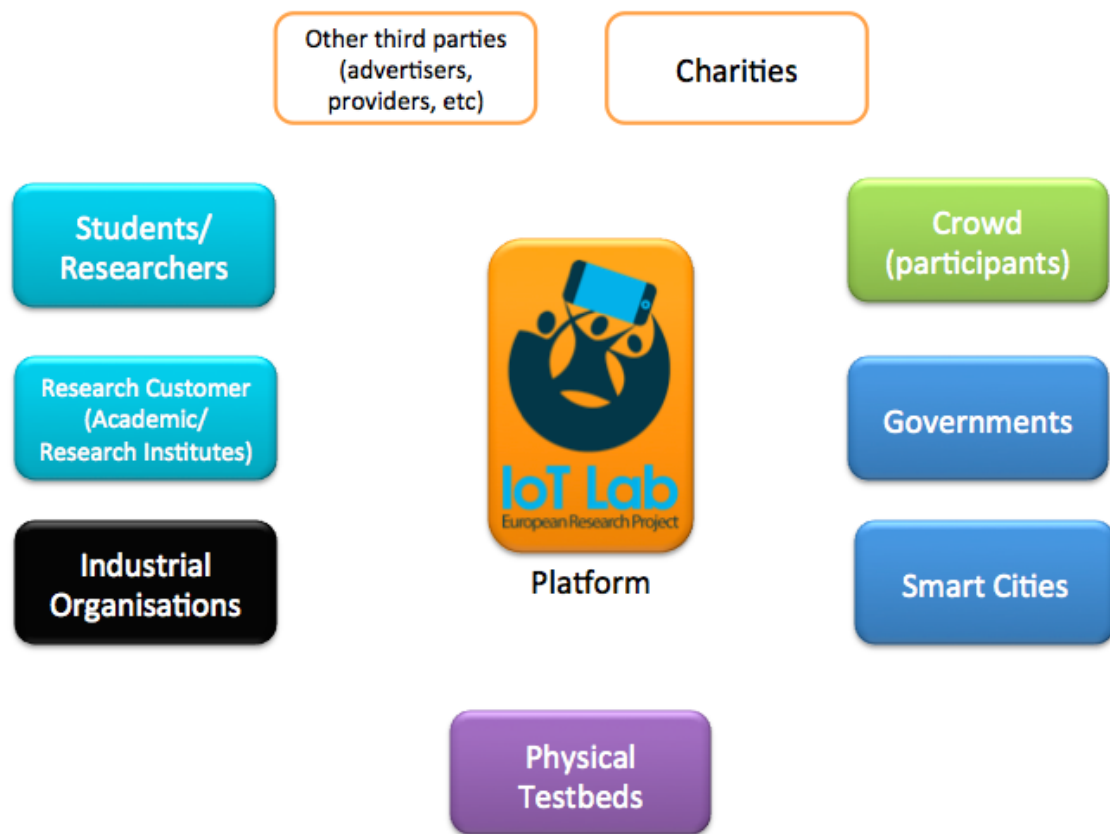 Other third parties
(advertisers,
providers, etc)
Charities
Students/
Researchers
Crowd
(participants)
Research Customer
(Academic/
Research Institutes)
Governments
IoT Lab
European Research Project
Platform
Industrial
Organisations
Smart Cities
Physical
Testbeds